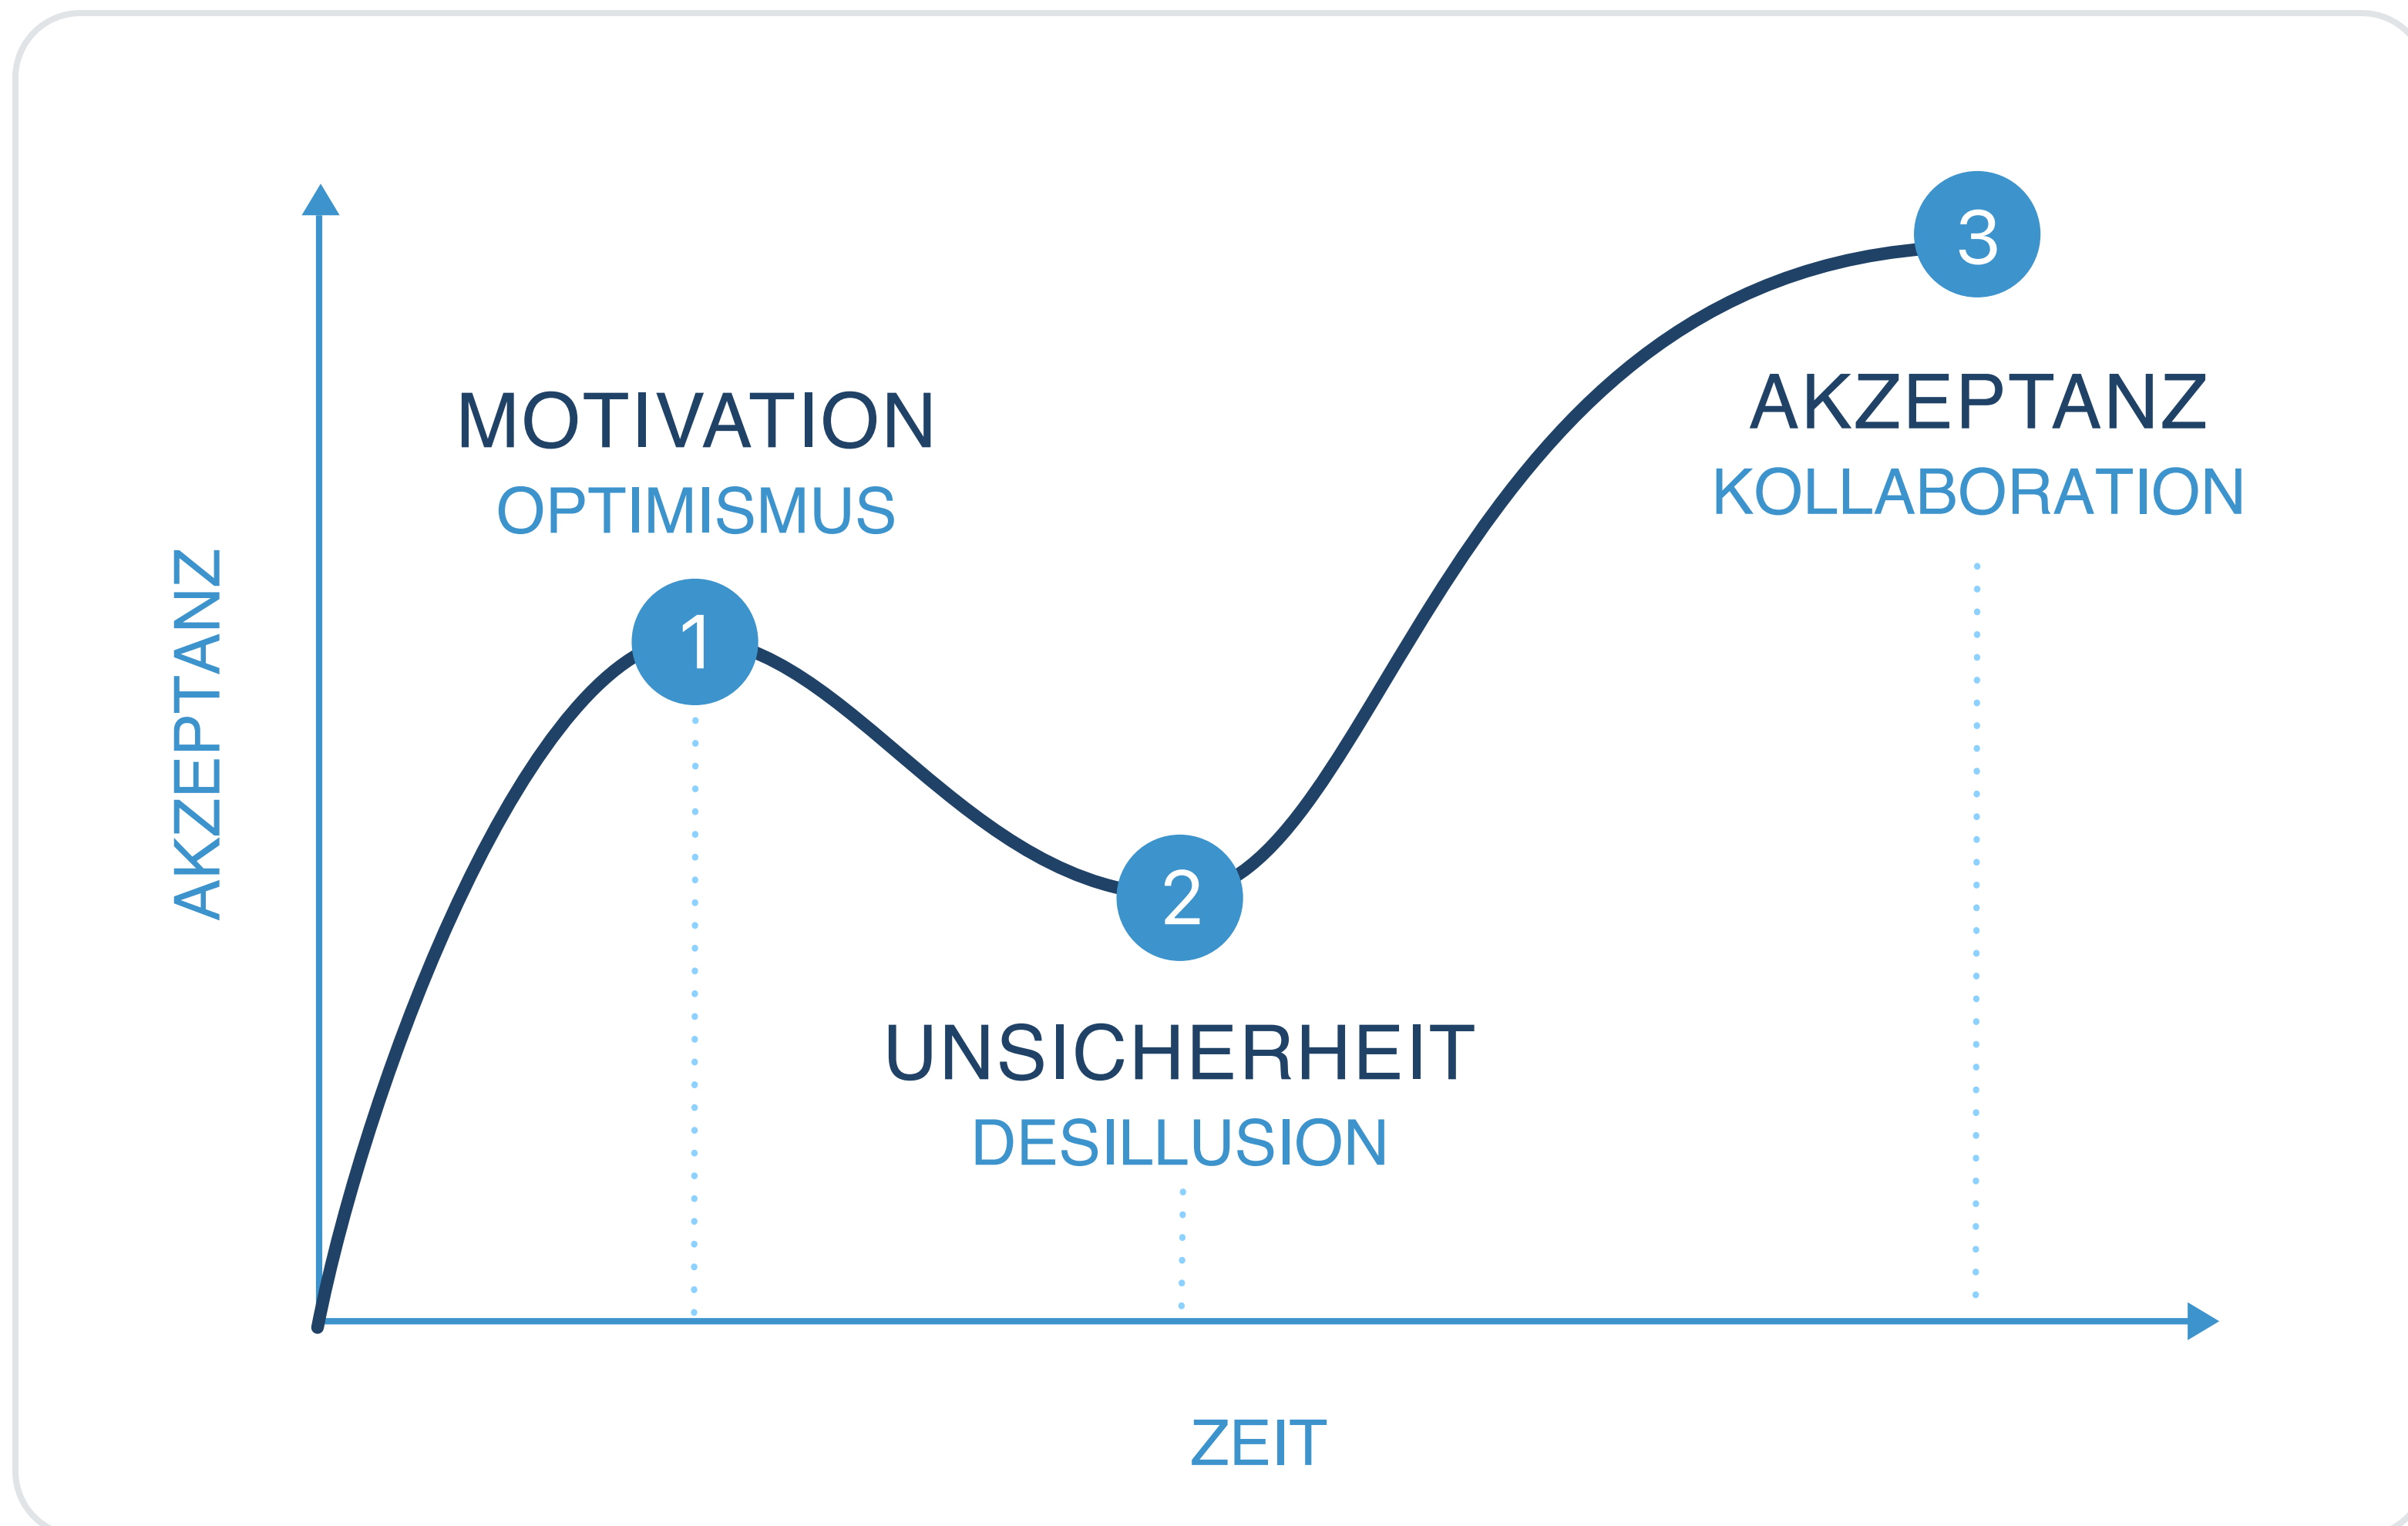 3
MOTIVATION
OPTIMISMUS
AKZEPTANZ
KOLLABORATION
AKZEPTANZ
1
2
UNSICHERHEIT
DESILLUSION
ZEIT